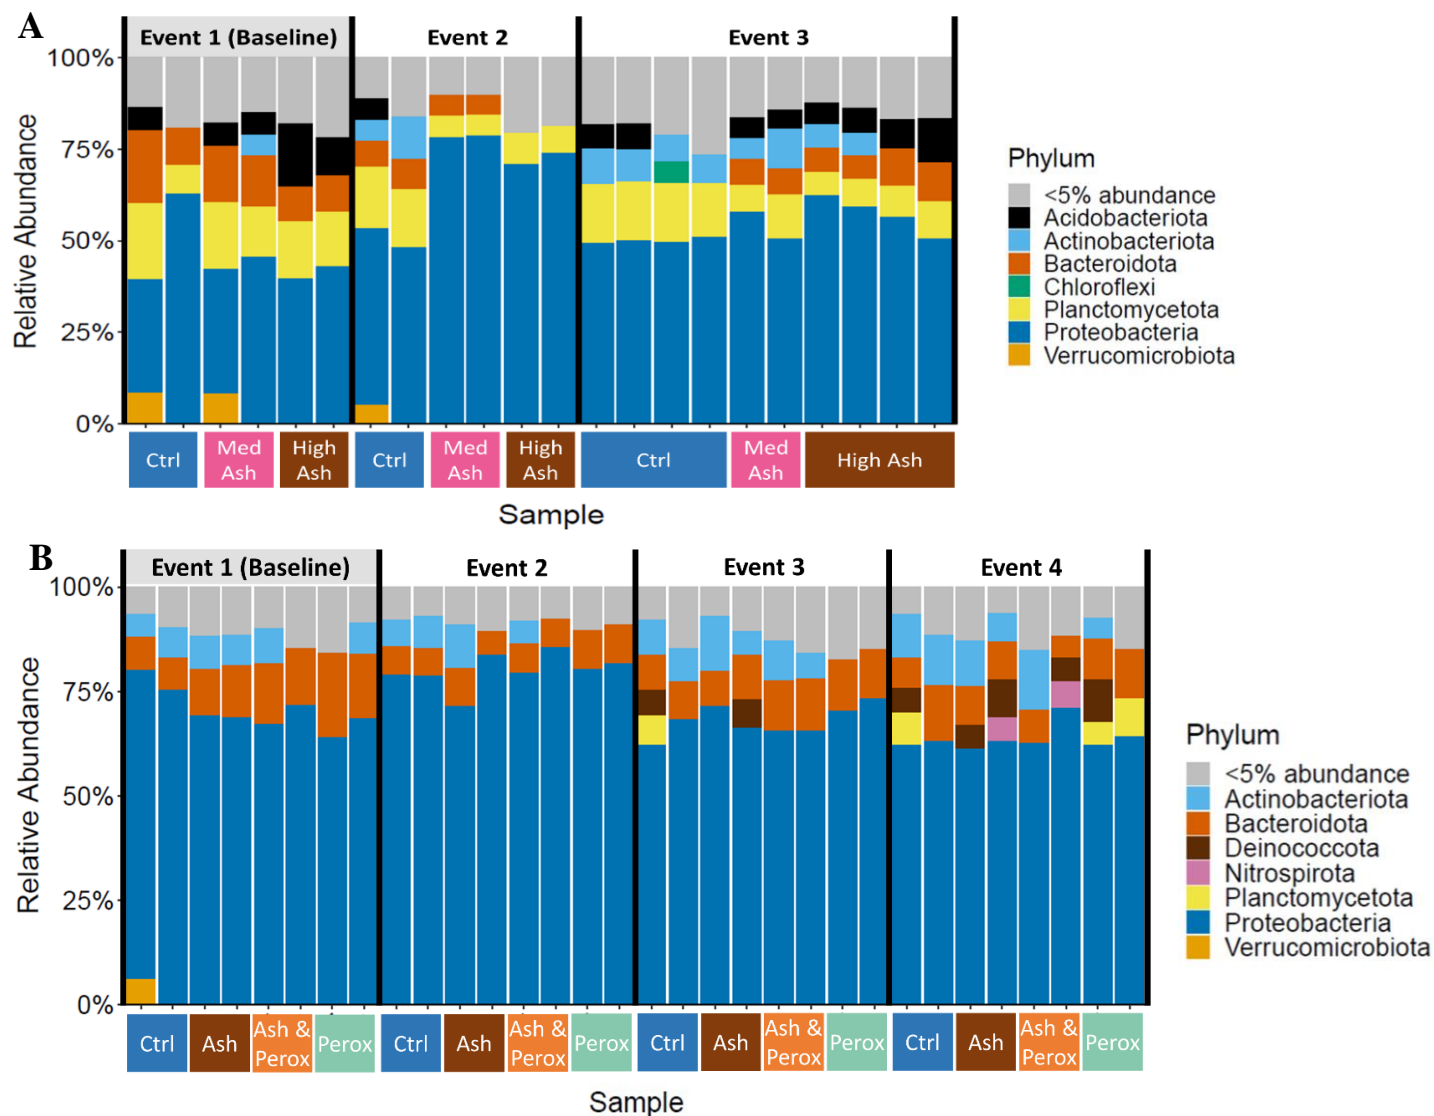 A
Event 1 (Baseline)
Event 2
Event 3
100%
75%
50%
25%
0%
Relative Abundance
Ctrl
Med
Ash
High
Ash
Ctrl
Med
Ash
High
Ash
Ctrl
Med
Ash
High Ash
Sample
Phylum
<5% abundance
Acidobacteriota
Actinobacteriota
Bacteroidota
Chloroflexi
Planctomycetota
Proteobacteria
Verrucomicrobiota
B
Event 1 (Baseline)
Event 2
Event 3
Event 4
100%
75%
50%
25%
0%
Relative Abundance
Ctrl
Ash
Ash &
Perox
Perox
Ctrl
Ash
Ash &
Perox
Perox
Ctrl
Ash
Ash &
Perox
Perox
Ctrl
Ash
Ash &
Perox
Perox
Sample
Phylum
<5% abundance
Actinobacteriota
Bacteroidota
Deinococcota
Nitrospirota
Planctomycetota
Proteobacteria
Verrucomicrobiota